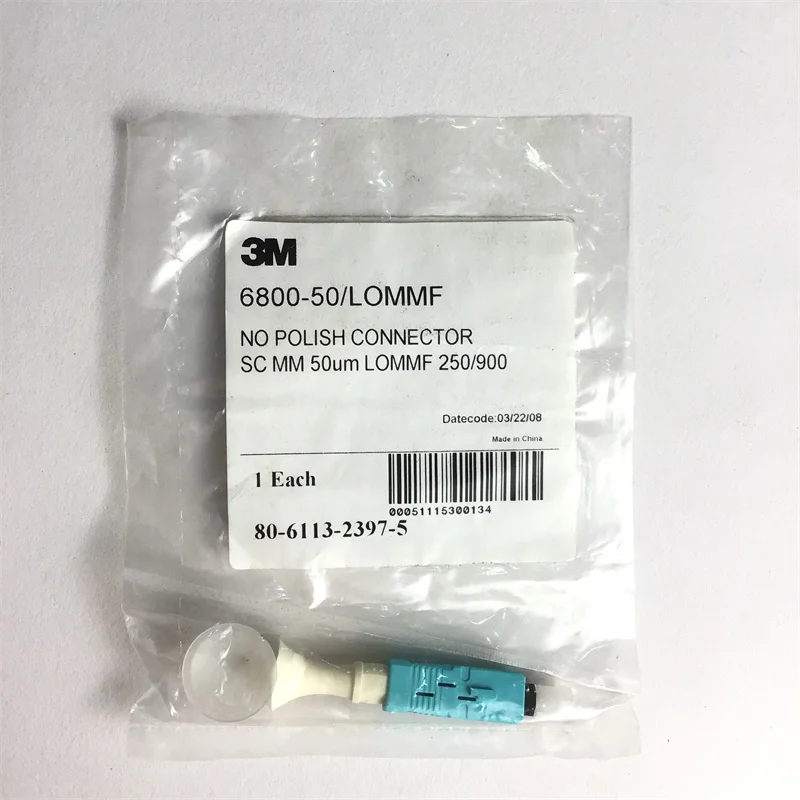 3M
6800-50/LOMMF
NO POLISH CONNECTOR
SC MM 50um LOMMF 250/900
Datecode:03/22/08
Made in China
1 Each
00051115300134
80-6113-2397-5